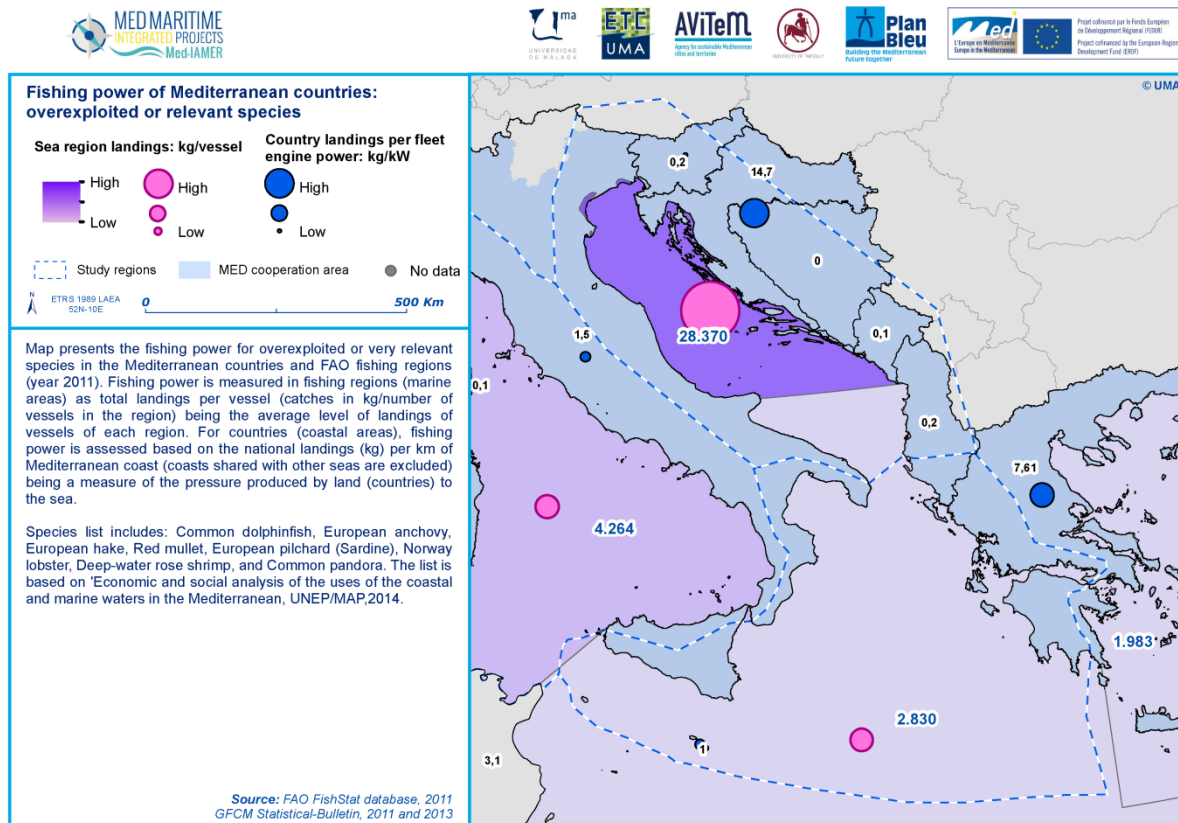 MED MARITIME
INTEGRATED PROJECTS
Med-IAMER
uma
UNIVERSIDAD
DE MÁLAGA
ETC
UMA
AViTeM
Agency for sustainable Mediterranean
cities and territories
UNIVERSITY OF THESSALY
Plan
Bleu
Building the Mediterranean
future together
Med
L'Europe en Méditerranée
Europe in the Mediterranean
Projet cofinancé par le Fonds Européen
de Développement Régional (FEDER)
Project cofinanced by the European Regional
Development Fund (ERDF)
Fishing power of Mediterranean countries:
overexploited or relevant species
Sea region landings: kg/vessel
Country landings per fleet
engine power: kg/kW
High
Low
High
Low
High
Low
Study regions
MED cooperation area
No data
N
ETRS 1989 LAEA
52N-10E
0
500 Km
Map presents the fishing power for overexploited or very relevant
species in the Mediterranean countries and FAO fishing regions
(year 2011). Fishing power is measured in fishing regions (marine
areas) as total landings per vessel (catches in kg/number of
vessels in the region) being the average level of landings of
vessels of each region. For countries (coastal areas), fishing
power is assessed based on the national landings (kg) per km of
Mediterranean coast (coasts shared with other seas are excluded)
being a measure of the pressure produced by land (countries) to
the sea.
Species list includes: Common dolphinfish, European anchovy,
European hake, Red mullet, European pilchard (Sardine), Norway
lobster, Deep-water rose shrimp, and Common pandora. The list is
based on 'Economic and social analysis of the uses of the coastal
and marine waters in the Mediterranean, UNEP/MAP,2014.
Source: FAO FishStat database, 2011
GFCM Statistical-Bulletin, 2011 and 2013
© UMA
0,2
14,7
0
28.370
1,5
0,1
0,1
0,2
7,61
4.264
1.983
2.830
1
3,1